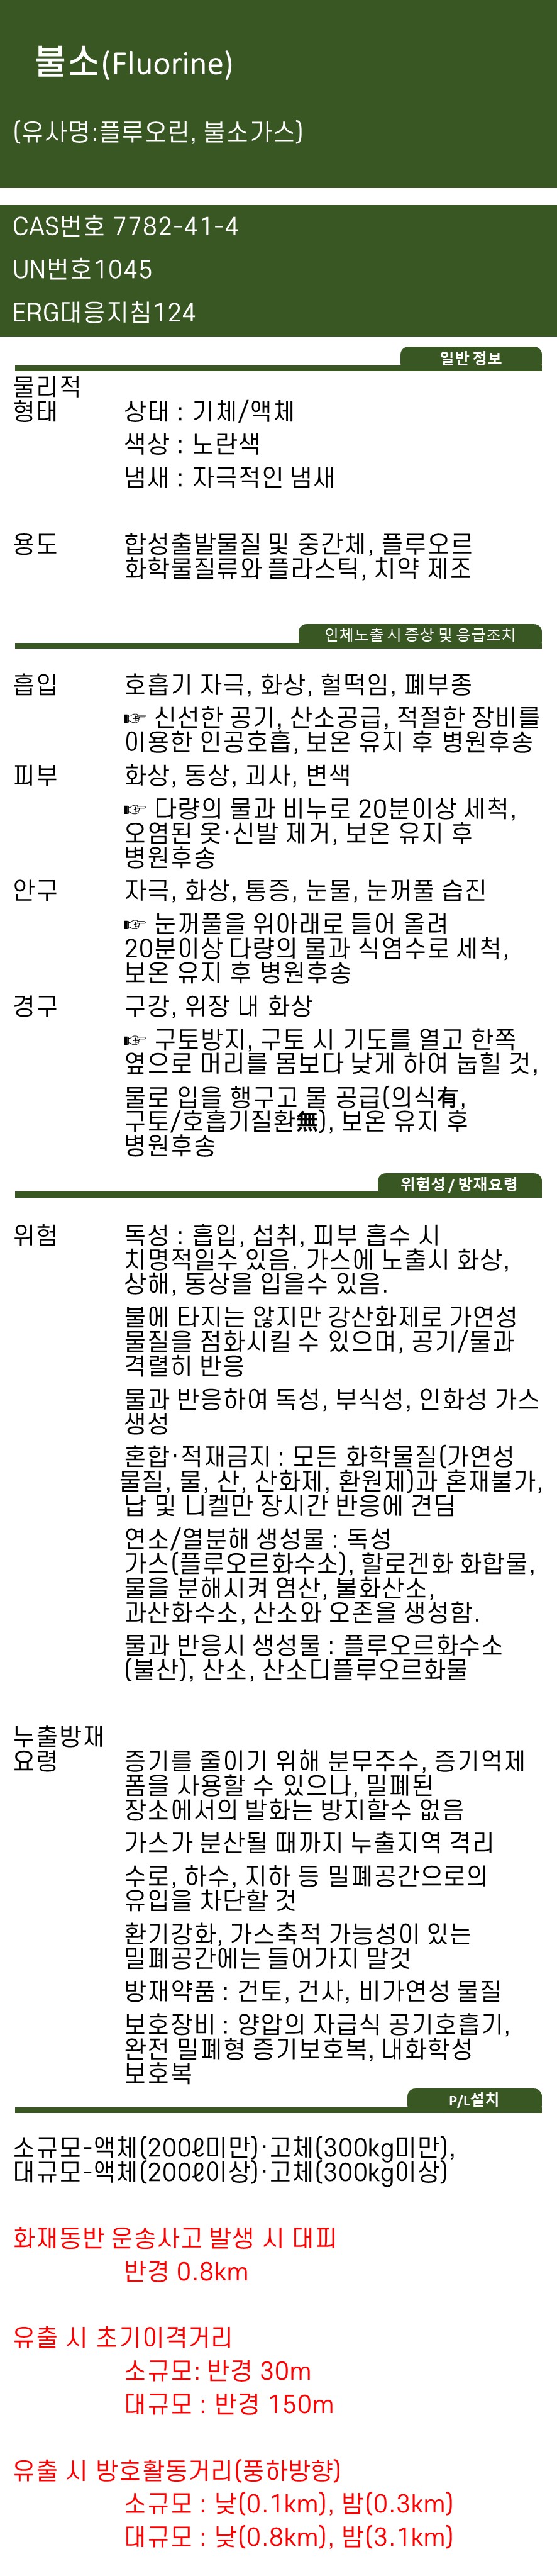 불소(Fluorine)
(유사명:플루오린, 불소가스)
CAS번호 7782-41-4
UN번호1045
ERG대응지침124
일반 정보
물리적
형태 상태 : 기체/액체
색상 : 노란색
냄새 : 자극적인 냄새
용도 합성출발물질 및 중간체, 플루오르
화학물질류와 플라스틱, 치약 제조
인체노출 시 증상 및 응급조치
흡입 호흡기 자극, 화상, 헐떡임, 폐부종
☞ 신선한 공기, 산소공급, 적절한 장비를
이용한 인공호흡, 보온 유지 후 병원후송
피부 화상, 동상, 괴사, 변색
☞ 다량의 물과 비누로 20분이상 세척,
오염된 옷·신발 제거, 보온 유지 후
병원후송
안구 자극, 화상, 통증, 눈물, 눈꺼풀 습진
☞ 눈꺼풀을 위아래로 들어 올려
20분이상 다량의 물과 식염수로 세척,
보온 유지 후 병원후송
경구 구강, 위장 내 화상
☞ 구토방지, 구토 시 기도를 열고 한쪽
옆으로 머리를 몸보다 낮게 하여 눕힐 것,
물로 입을 행구고 물 공급(의식有,
구토/호흡기질환無), 보온 유지 후
병원후송
위험성 / 방재요령
위험 독성 : 흡입, 섭취, 피부 흡수 시
치명적일수 있음. 가스에 노출시 화상,
상해, 동상을 입을수 있음.
불에 타지는 않지만 강산화제로 가연성
물질을 점화시킬 수 있으며, 공기/물과
격렬히 반응
물과 반응하여 독성, 부식성, 인화성 가스
생성
혼합·적재금지 : 모든 화학물질(가연성
물질, 물, 산, 산화제, 환원제)과 혼재불가,
납 및 니켈만 장시간 반응에 견딤
연소/열분해 생성물 : 독성
가스(플루오르화수소), 할로겐화 화합물,
물을 분해시켜 염산, 불화산소,
과산화수소, 산소와 오존을 생성함.
물과 반응시 생성물 : 플루오르화수소
(불산), 산소, 산소디플루오르화물
누출방재
요령 증기를 줄이기 위해 분무주수, 증기억제
폼을 사용할 수 있으나, 밀폐된
장소에서의 발화는 방지할수 없음
가스가 분산될 때까지 누출지역 격리
수로, 하수, 지하 등 밀폐공간으로의
유입을 차단할 것
환기강화, 가스축적 가능성이 있는
밀폐공간에는 들어가지 말것
방재약품 : 건토, 건사, 비가연성 물질
보호장비 : 양압의 자급식 공기호흡기,
완전 밀폐형 증기보호복, 내화학성
보호복
P/L설치
소규모-액체(200ℓ미만)·고체(300kg미만),
대규모-액체(200ℓ이상)·고체(300kg이상)
화재동반 운송사고 발생 시 대피
반경 0.8km
유출 시 초기이격거리
소규모: 반경 30m
대규모 : 반경 150m
유출 시 방호활동거리(풍하방향)
소규모 : 낮(0.1km), 밤(0.3km)
대규모 : 낮(0.8km), 밤(3.1km)